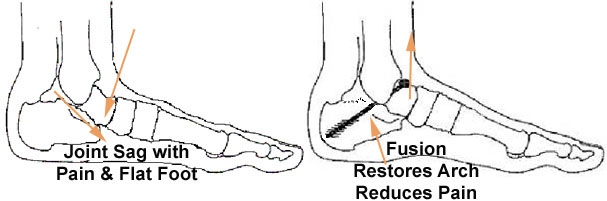 Joint Sag with
Pain & Flat Foot
Fusion
Restores Arch
Reduces Pain